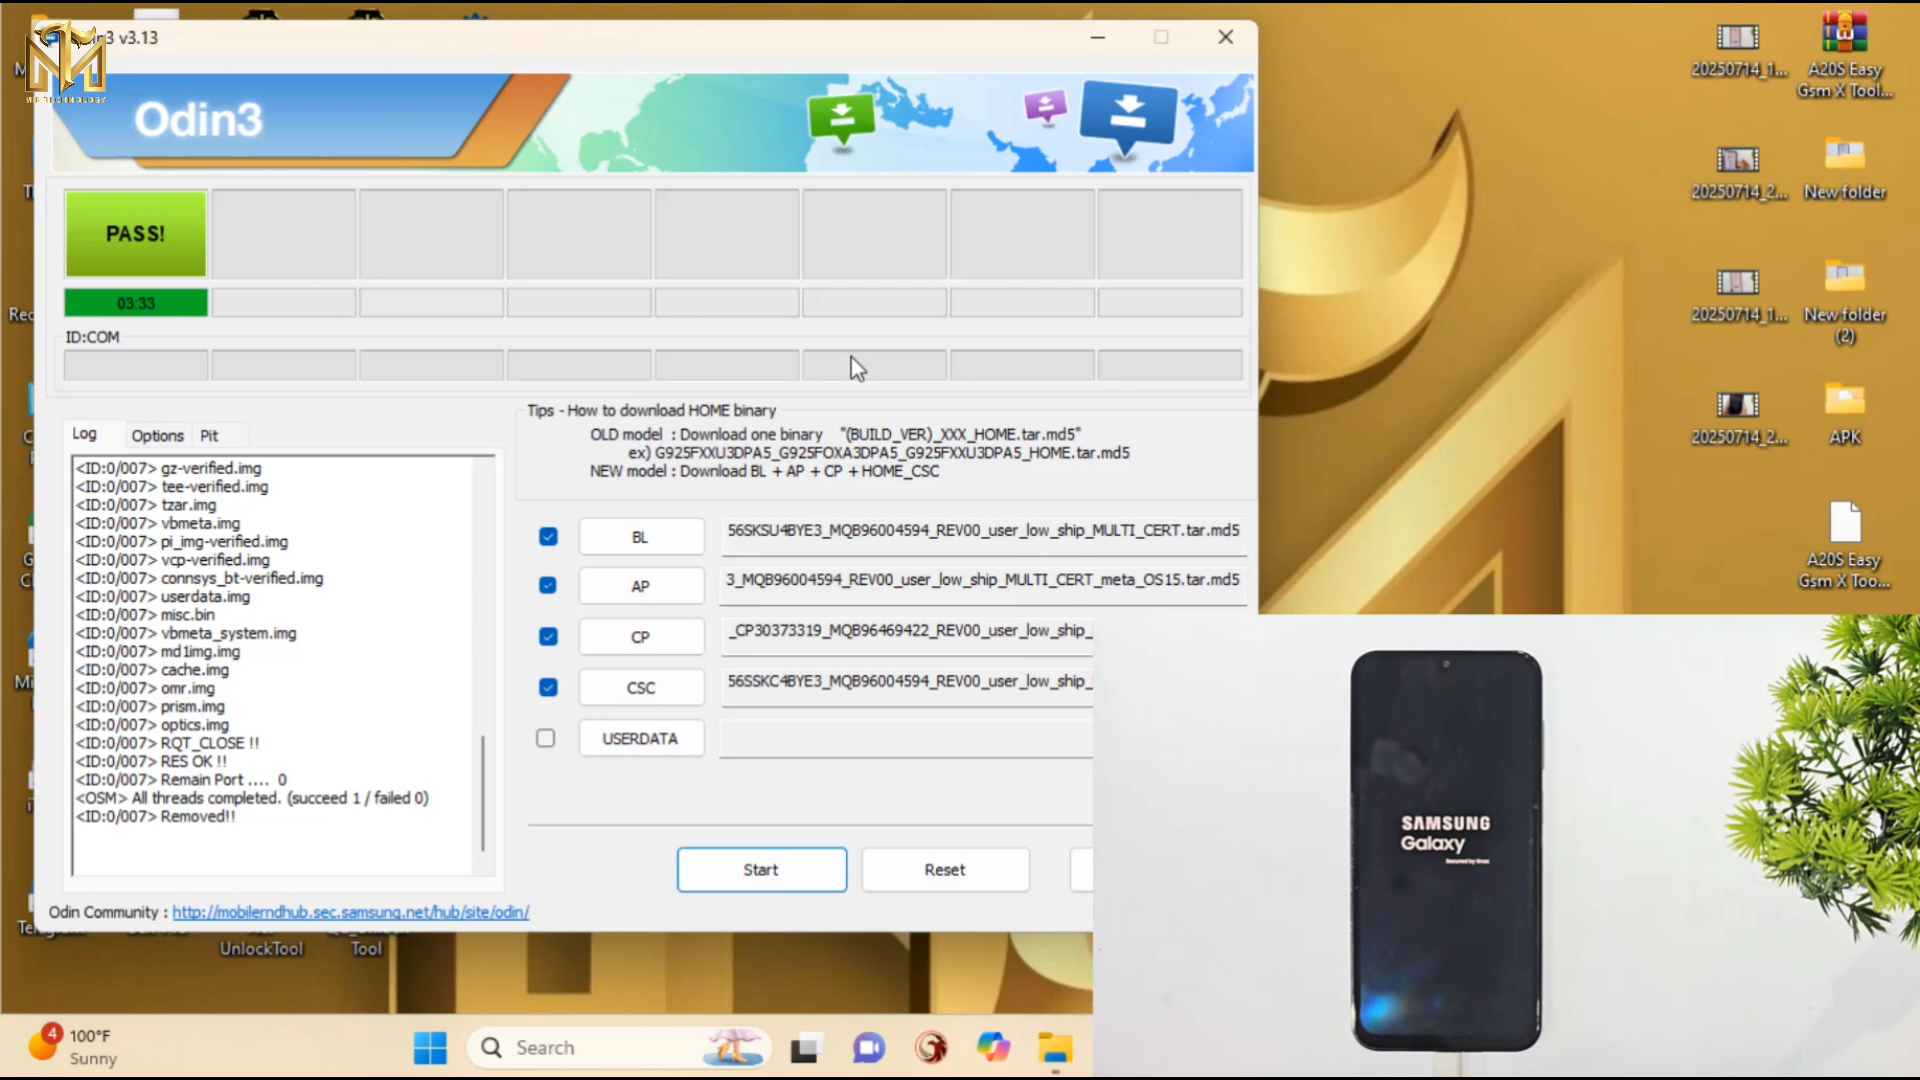 Odin3 v3.13
MIR TECHNOLOGY
Odin3
PASS!
03:33
ID:COM
Log
Options
Pit
<ID:0/007> gz-verified.img
<ID:0/007> tee-verified.img
<ID:0/007> tzar.img
<ID:0/007> vbmeta.img
<ID:0/007> pi_img-verified.img
<ID:0/007> vcp-verified.img
<ID:0/007> connsys_bt-verified.img
<ID:0/007> userdata.img
<ID:0/007> misc.bin
<ID:0/007> vbmeta_system.img
<ID:0/007> md1img.img
<ID:0/007> cache.img
<ID:0/007> omr.img
<ID:0/007> prism.img
<ID:0/007> optics.img
<ID:0/007> RQT_CLOSE !!
<ID:0/007> RES OK !!
<ID:0/007> Remain Port .... 0
<OSM> All threads completed. (succeed 1 / failed 0)
<ID:0/007> Removed!!
Tips - How to download HOME binary
OLD model : Download one binary "(BUILD_VER)_XXX_HOME.tar.md5"
ex) G925FXXU3DPA5_G925FOXA3DPA5_G925FXXU3DPA5_HOME.tar.md5
NEW model : Download BL + AP + CP + HOME_CSC
BL
56SKSU4BYE3_MQB96004594_REV00_user_low_ship_MULTI_CERT.tar.md5
AP
3_MQB96004594_REV00_user_low_ship_MULTI_CERT_meta_OS15.tar.md5
CP
_CP30373319_MQB96469422_REV00_user_low_ship_
CSC
56SSKC4BYE3_MQB96004594_REV00_user_low_ship_
USERDATA
Start
Reset
Odin Community : http://mobilerndhub.sec.samsung.net/hub/site/odin/
UnlockTool
Tool
20250714_1...
A20S Easy
Gsm X Tool...
20250714_2...
New folder
20250714_1...
New folder
(2)
20250714_2...
APK
A20S Easy
Gsm X Too...
SAMSUNG
Galaxy
Secured by Knox
4
100°F
Sunny
Search